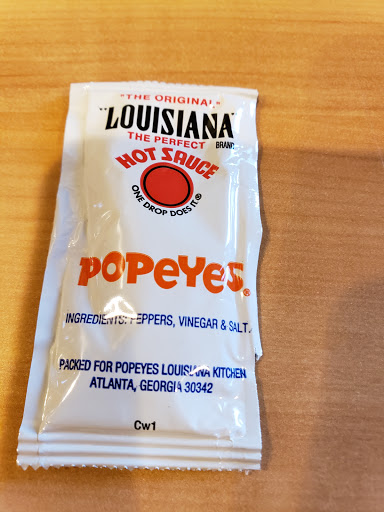 "THE ORIGINAL"
"LOUISIANA"
BRAND
THE PERFECT
HOT SAUCE
ONE DROP DOES IT®
POPEYES®
INGREDIENTS: PEPPERS, VINEGAR & SALT.
PACKED FOR POPEYES LOUISIANA KITCHEN
ATLANTA, GEORGIA 30342
Cw1